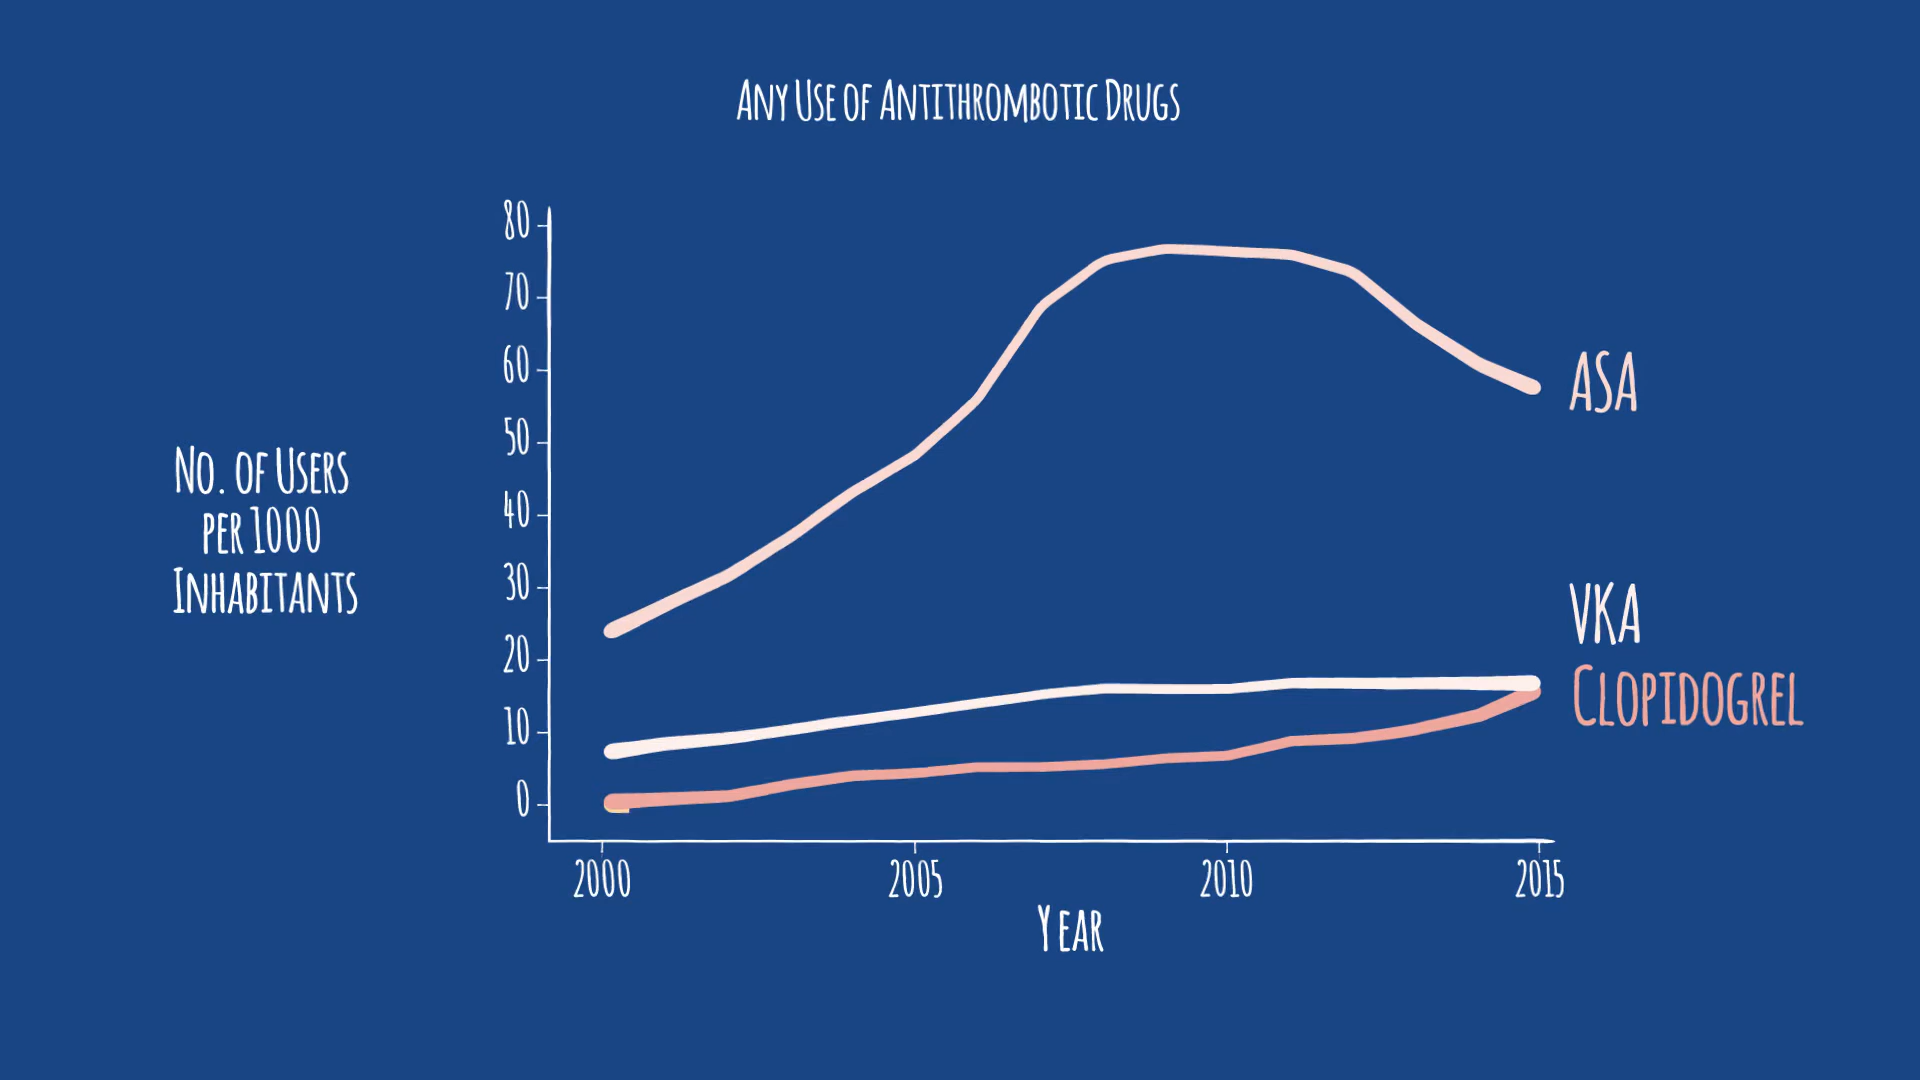 Any Use of Antithrombotic Drugs
80
70
60
50
40
30
20
10
0
No. of Users
per 1000
Inhabitants
ASA
VKA
Clopidogrel
2000 2005 2010 2015
Year